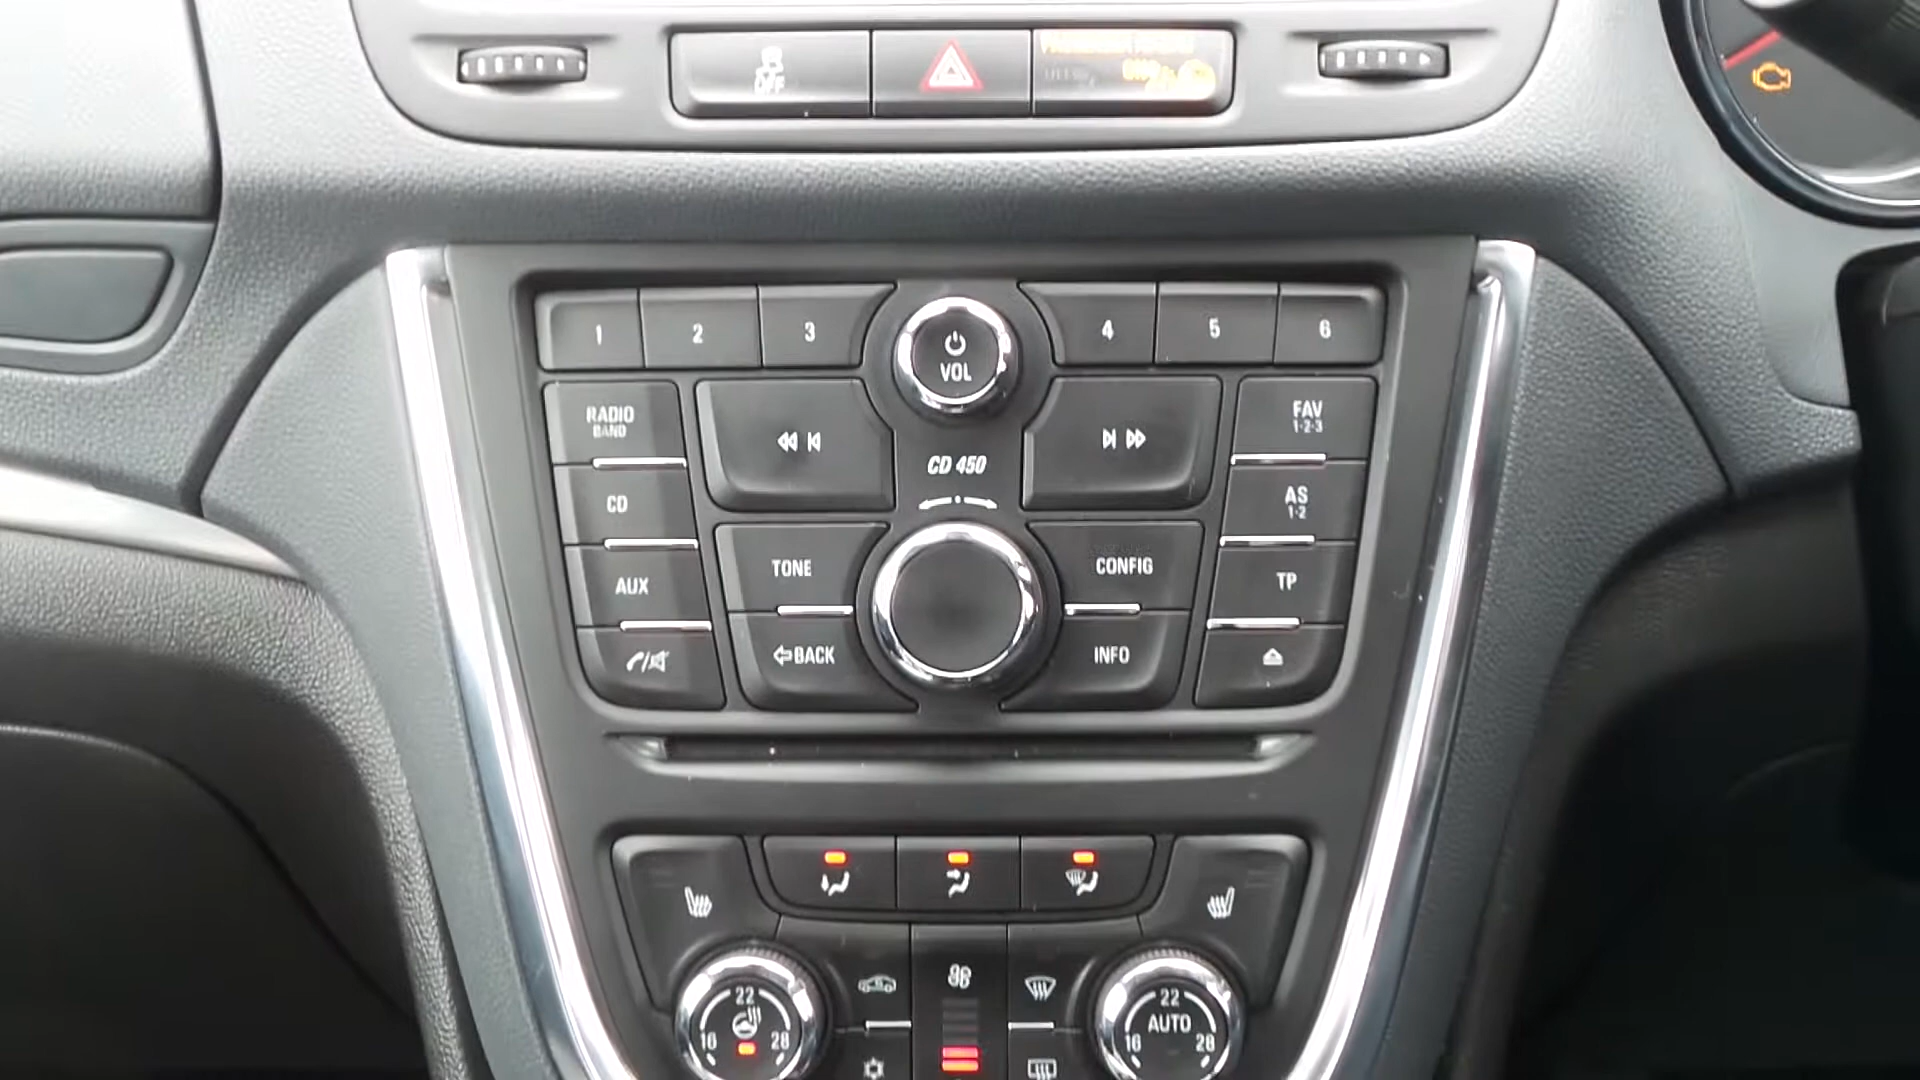 OFF
1 2 3 VOL 4 5 6
RADIO
BAND
FAV
1-2-3
CD 450
CD
AS
1-2
TONE
CONFIG
AUX
TP
BACK
INFO
22
16 28
22
AUTO
16 28